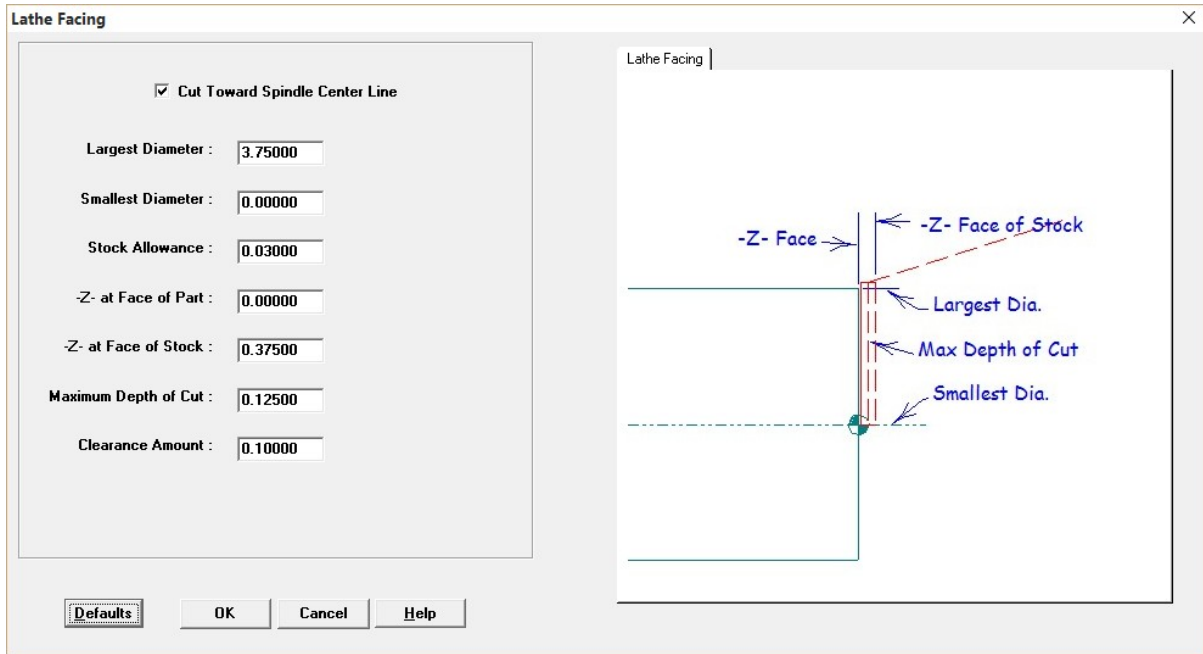 Lathe Facing
Cut Toward Spindle Center Line
Largest Diameter : 3.75000
Smallest Diameter : 0.00000
Stock Allowance : 0.03000
-Z- at Face of Part : 0.00000
-Z- at Face of Stock : 0.37500
Maximum Depth of Cut : 0.12500
Clearance Amount : 0.10000
Defaults OK Cancel Help
Lathe Facing
-Z- Face
-Z- Face of Stock
Largest Dia.
Max Depth of Cut
Smallest Dia.